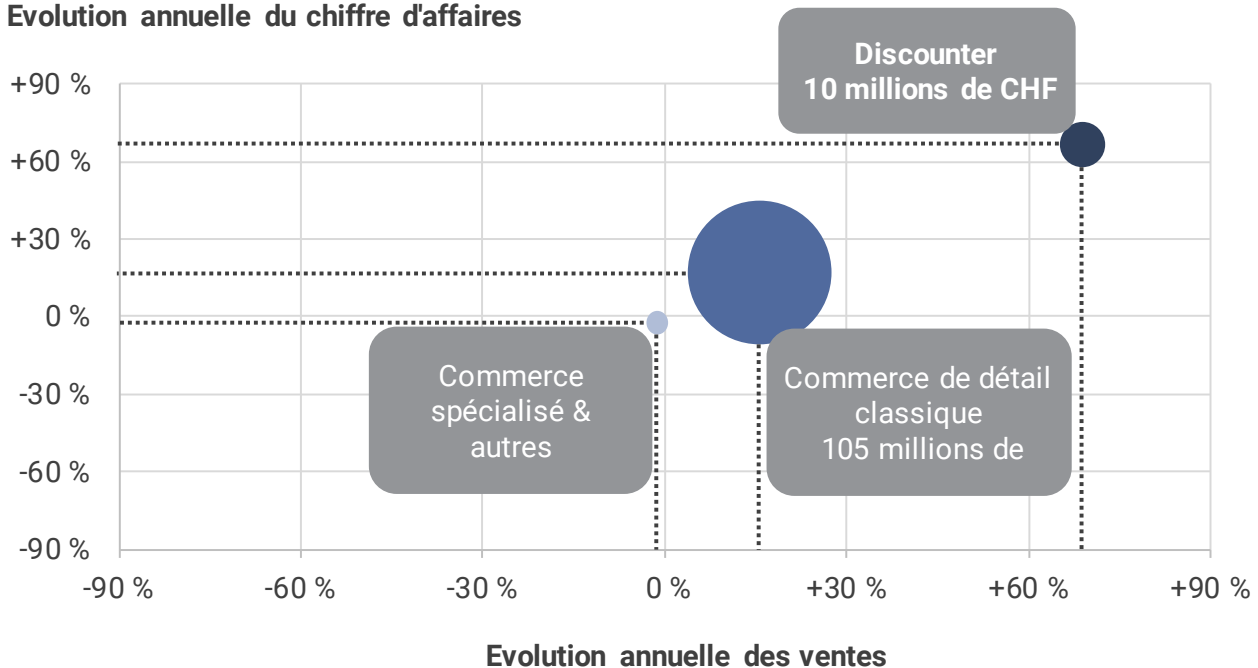 Evolution annuelle du chiffre d'affaires
Discounter
10 millions de CHF
+90 %
+60 %
+30 %
0 %
-30 %
-60 %
-90 %
Commerce
spécialisé &
autres
Commerce de détail
classique
105 millions de
-90 %
-60 %
-30 %
0 %
+30 %
+60 %
+90 %
Evolution annuelle des ventes